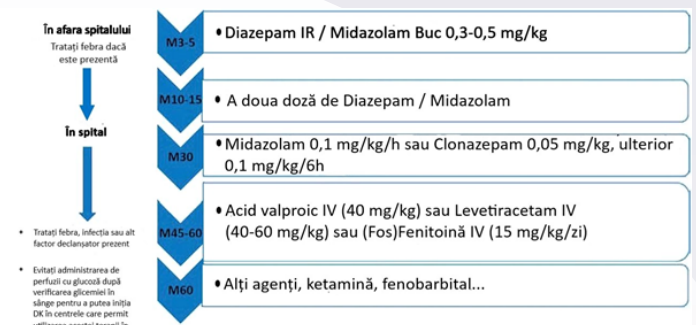 În afara spitalului
Tratați febra dacă
este prezentă
În spital
• Tratați febra, infecția sau alt
factor declanșator prezent
• Evitați administrarea de
perfuzii cu glucoză după
verificarea glicemiei în
sânge pentru a putea iniția
DK în centrele care permit
M3-5
• Diazepam IR / Midazolam Buc 0,3-0,5 mg/kg
M10-15
• A doua doză de Diazepam / Midazolam
M30
• Midazolam 0,1 mg/kg/h sau Clonazepam 0,05 mg/kg, ulterior
0,1 mg/kg/6h
M45-60
• Acid valproic IV (40 mg/kg) sau Levetiracetam IV
(40-60 mg/kg) sau (Fos)Fenitoină IV (15 mg/kg/zi)
M60
• Alți agenți, ketamină, fenobarbital...